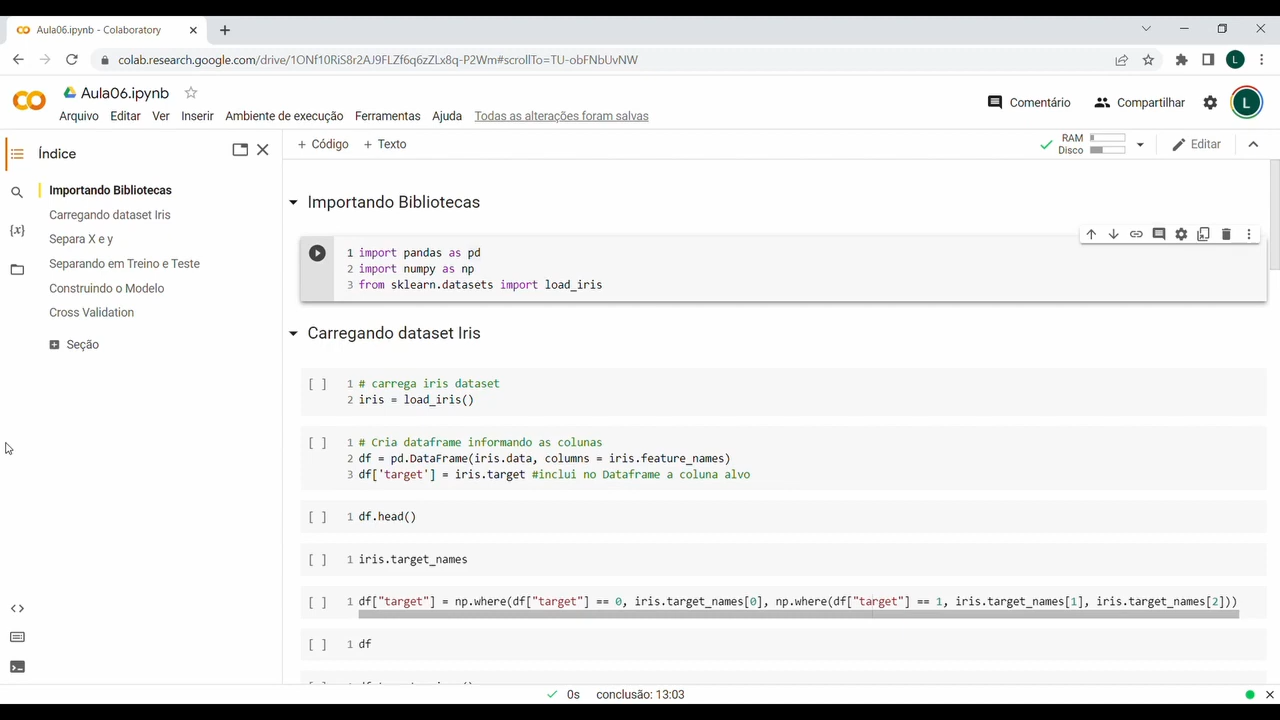 Aula06.ipynb - Colaboratory
colab.research.google.com/drive/1ONf10RiS8r2AJ9FLZf6q6zZLx8q-P2Wm#scrollTo=TU-obFNbUvNW
L
Aula06.ipynb
Comentário
Compartilhar
L
Arquivo Editar Ver Inserir Ambiente de execução Ferramentas Ajuda Todas as alterações foram salvas
Índice
+ Código + Texto
RAM
Disco
Editar
Importando Bibliotecas
Carregando dataset Iris
Separa X e y
Separando em Treino e Teste
Construindo o Modelo
Cross Validation
Seção
{x}
Importando Bibliotecas
1 import pandas as pd
2 import numpy as np
3 from sklearn.datasets import load_iris
Carregando dataset Iris
[ ] 1 # carrega iris dataset
2 iris = load_iris()
[ ] 1 # Cria dataframe informando as colunas
2 df = pd.DataFrame(iris.data, columns = iris.feature_names)
3 df['target'] = iris.target #inclui no Dataframe a coluna alvo
[ ] 1 df.head()
[ ] 1 iris.target_names
[ ] 1 df["target"] = np.where(df["target"] == 0, iris.target_names[0], np.where(df["target"] == 1, iris.target_names[1], iris.target_names[2]))
[ ] 1 df
0s conclusão: 13:03